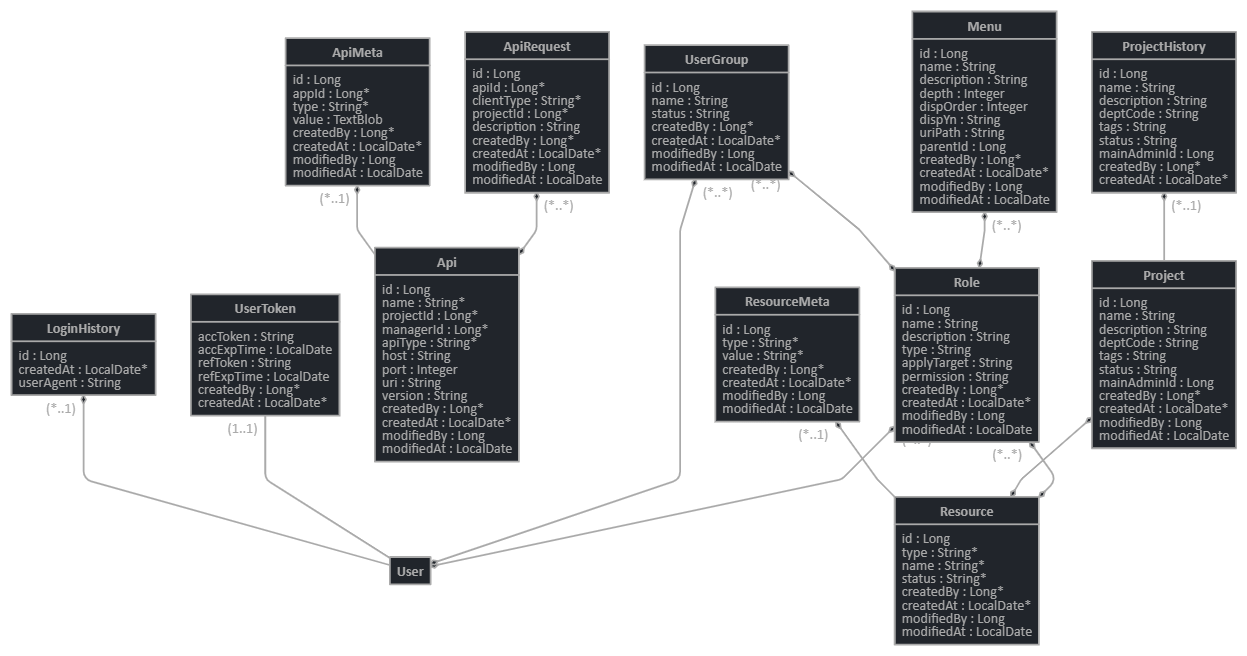 ApiMeta
id : Long
appId : Long*
type : String*
value : TextBlob
createdBy : Long*
createdAt : LocalDate*
modifiedBy : Long
modifiedAt : LocalDate
(*..1)
ApiRequest
id : Long
apiId : Long*
clientType : String*
projectId : Long*
description : String
createdBy : Long*
createdAt : LocalDate*
modifiedBy : Long
modifiedAt : LocalDate
(*..*)
UserGroup
id : Long
name : String
status : String
createdBy : Long*
createdAt : LocalDate*
modifiedBy : Long
modifiedAt : LocalDate
(*..*)
(*..*)
Menu
id : Long
name : String
description : String
depth : Integer
dispOrder : Integer
dispYn : String
uriPath : String
parentId : Long
createdBy : Long*
createdAt : LocalDate*
modifiedBy : Long
modifiedAt : LocalDate
(*..*)
ProjectHistory
id : Long
name : String
description : String
deptCode : String
tags : String
status : String
mainAdminId : Long
createdBy : Long*
createdAt : LocalDate*
(*..1)
LoginHistory
id : Long
createdAt : LocalDate*
userAgent : String
(*..1)
UserToken
accToken : String
accExpTime : LocalDate
refToken : String
refExpTime : LocalDate
createdBy : Long*
createdAt : LocalDate*
(1..1)
Api
id : Long
name : String*
projectId : Long*
managerId : Long*
apiType : String*
host : String
port : Integer
uri : String
version : String
createdBy : Long*
createdAt : LocalDate*
modifiedBy : Long
modifiedAt : LocalDate
ResourceMeta
id : Long
type : String*
value : String*
createdBy : Long*
createdAt : LocalDate*
modifiedBy : Long
modifiedAt : LocalDate
(*..1)
Role
id : Long
name : String
description : String
type : String
applyTarget : String
permission : String
createdBy : Long*
createdAt : LocalDate*
modifiedBy : Long
modifiedAt : LocalDate
(*..*)
Project
id : Long
name : String
description : String
deptCode : String
tags : String
status : String
mainAdminId : Long
createdBy : Long*
createdAt : LocalDate*
modifiedBy : Long
modifiedAt : LocalDate
User
Resource
id : Long
type : String*
name : String*
status : String*
createdBy : Long*
createdAt : LocalDate*
modifiedBy : Long
modifiedAt : LocalDate